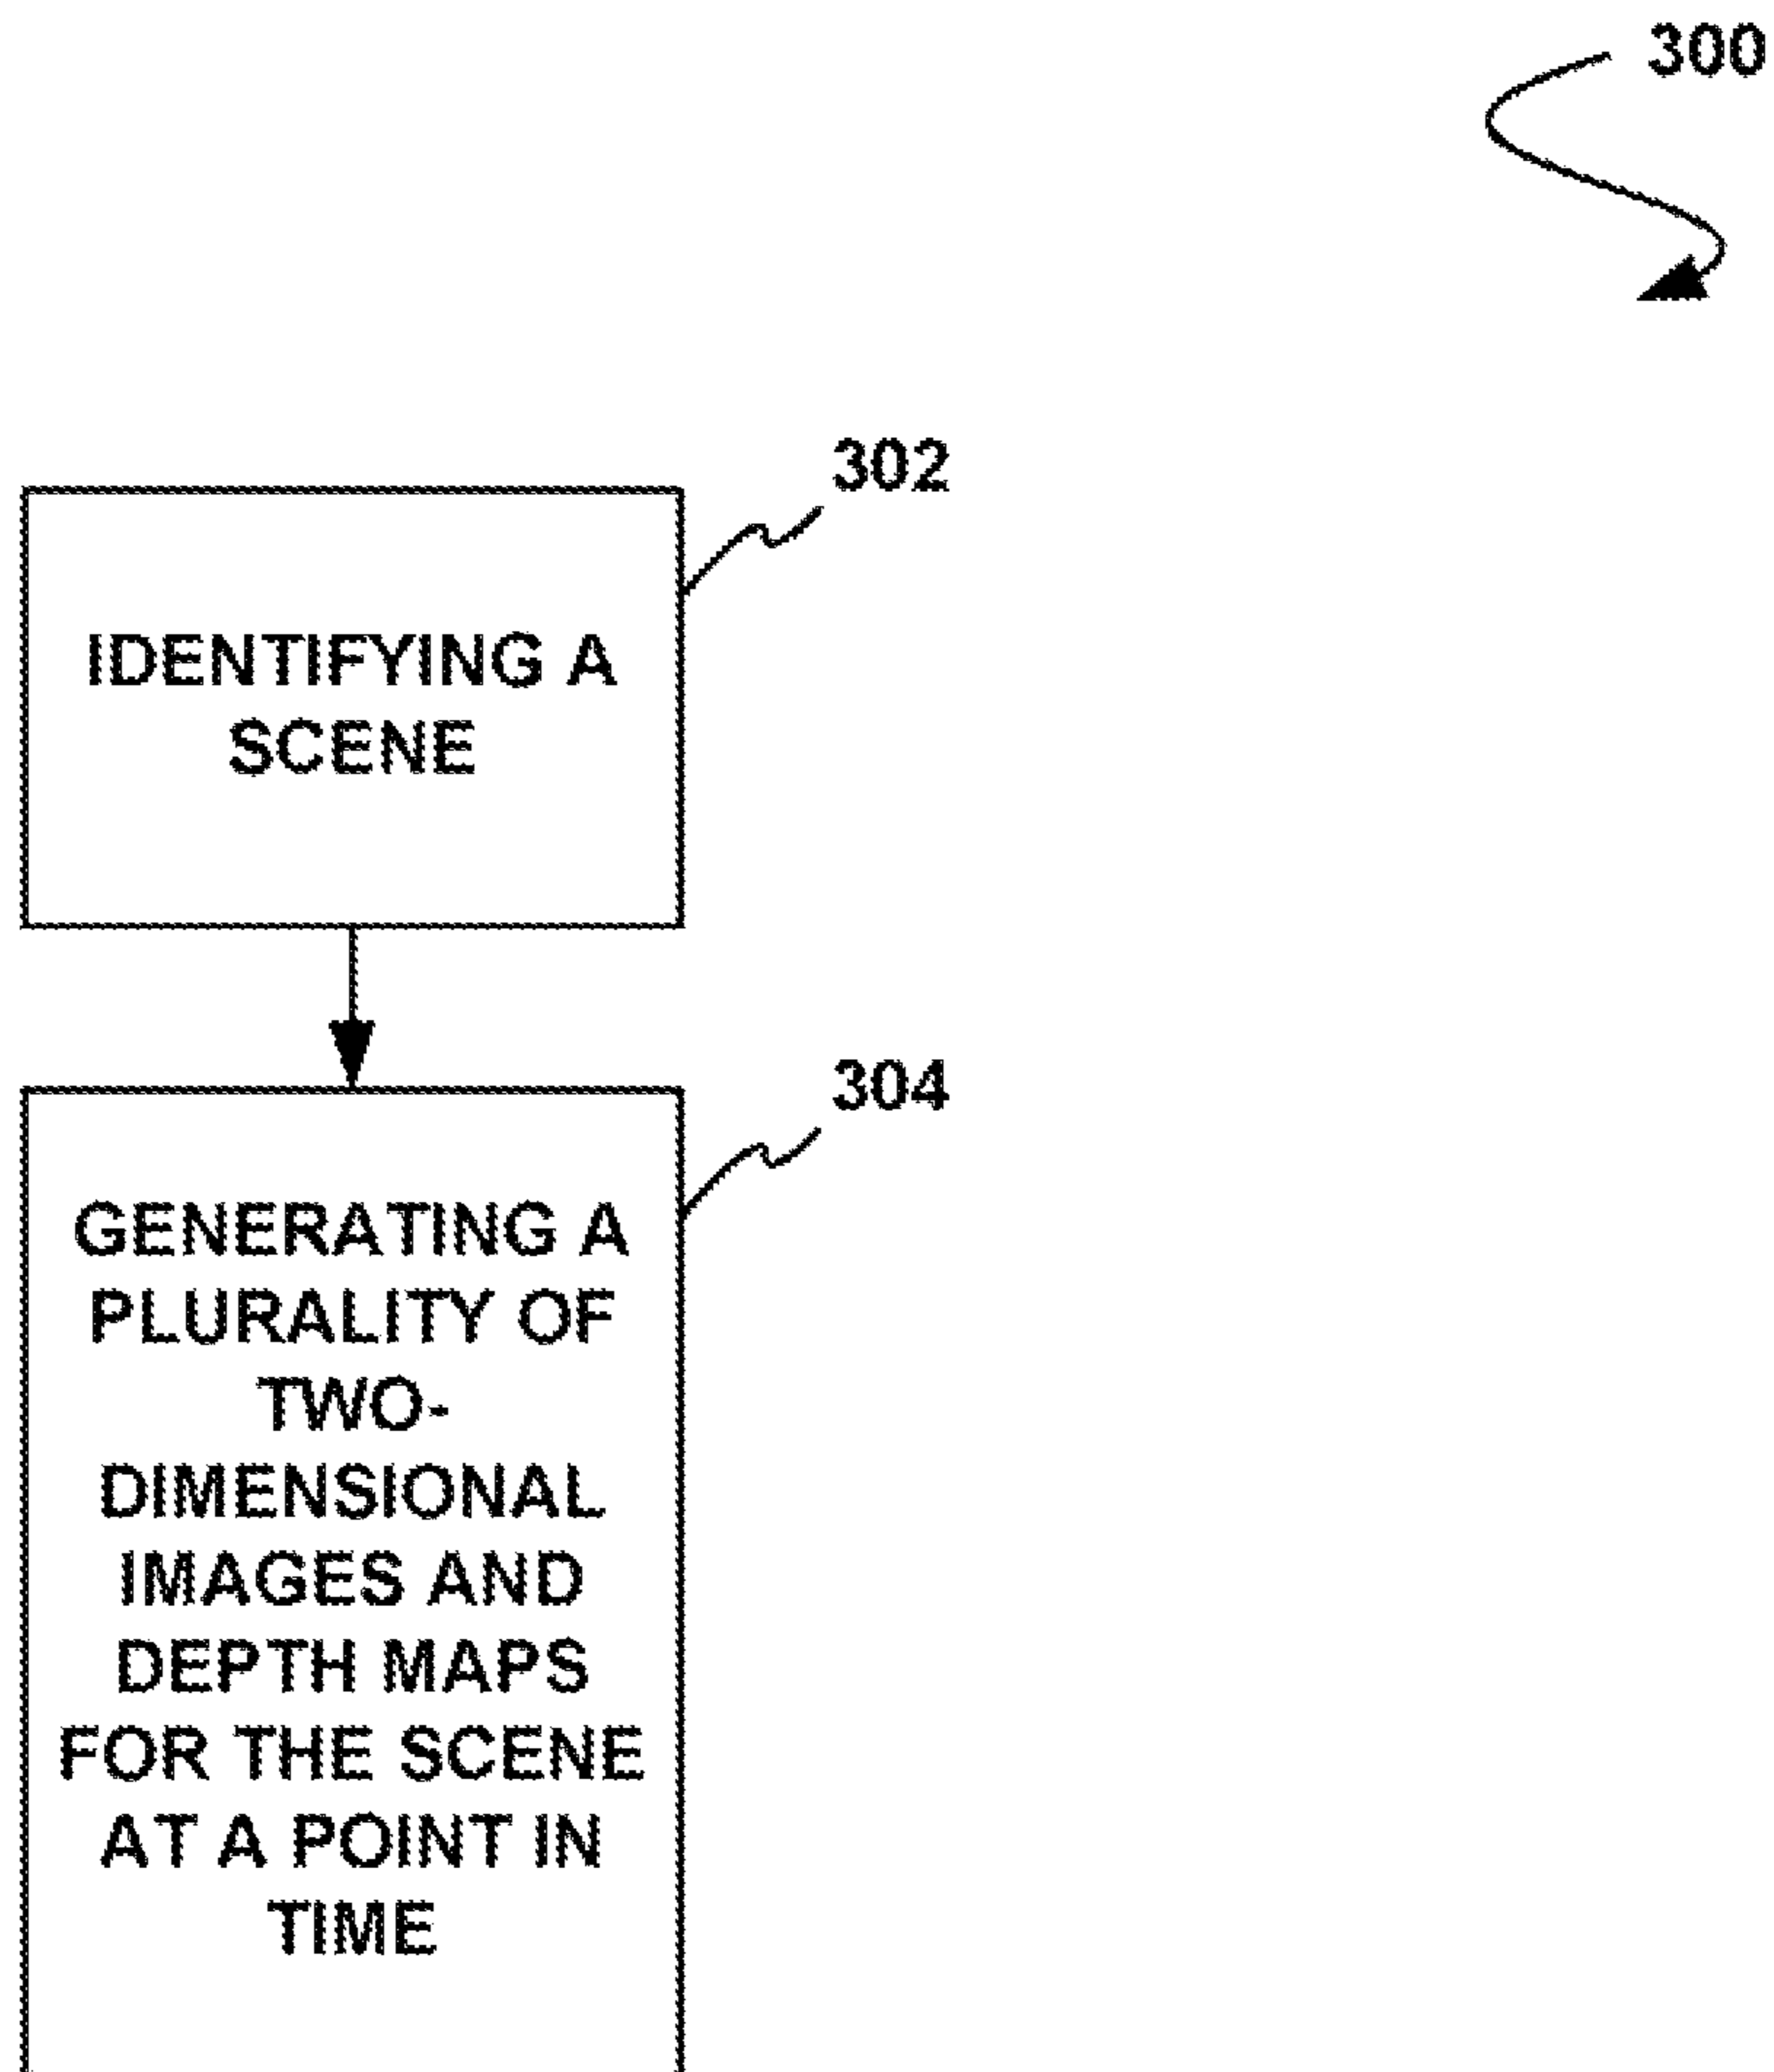 300
302
IDENTIFYING A
SCENE
304
GENERATING A
PLURALITY OF
TWO-
DIMENSIONAL
IMAGES AND
DEPTH MAPS
FOR THE SCENE
AT A POINT IN
TIME